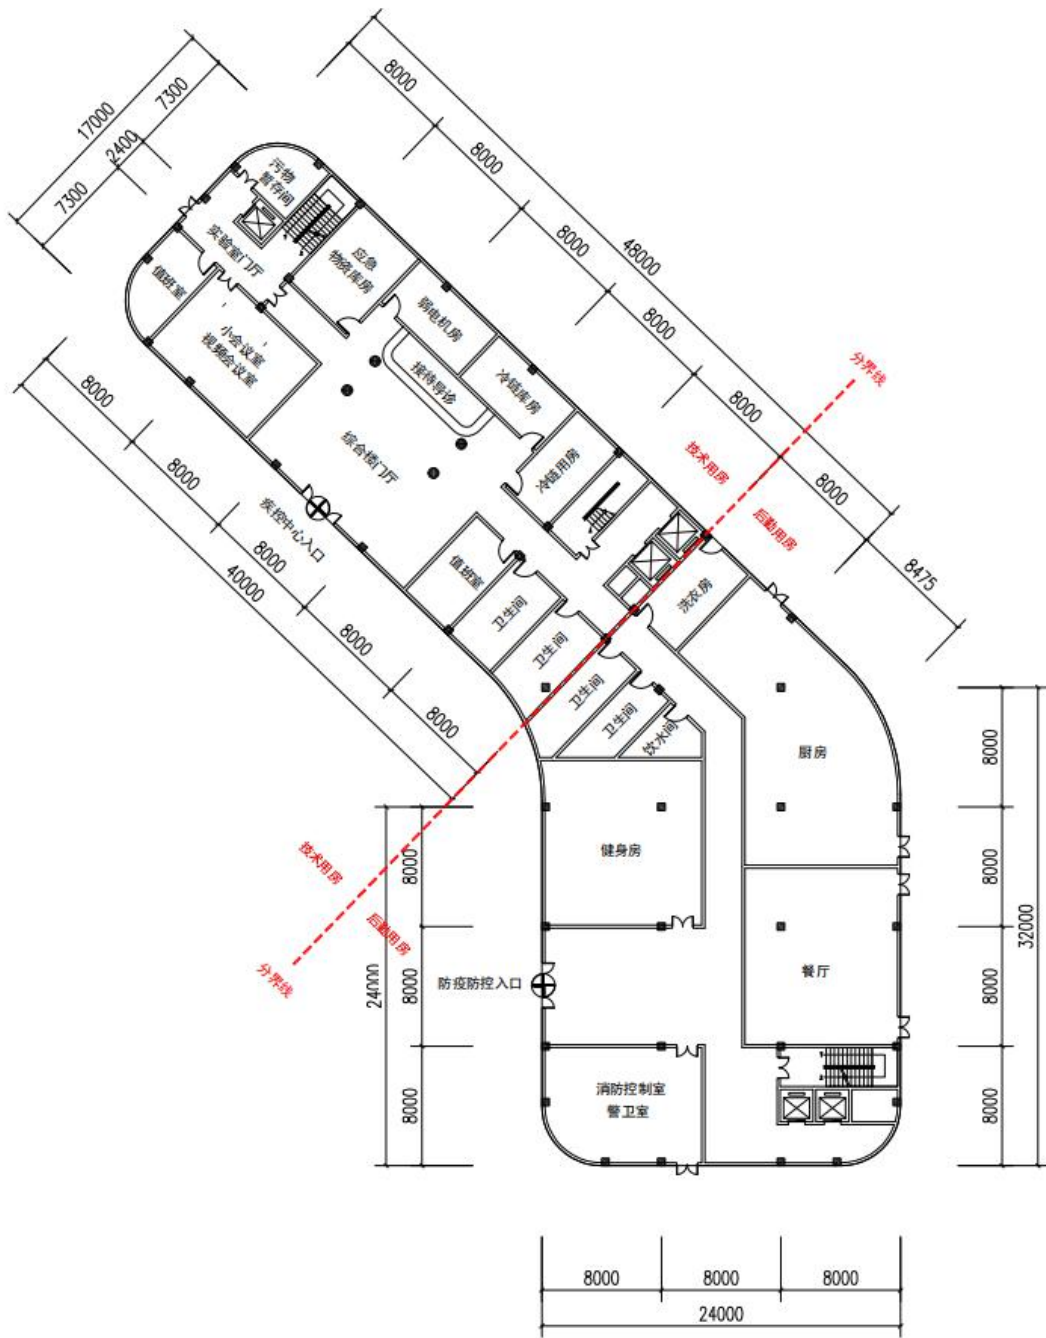 8000
8000
8000
8000
8000
8000
48000
8475
17000
7300
2400
7300
污物
暂存间
实验室门厅
值班室
应急
物资库房
弱电机房
小会议室
视频会议室
接待导诊
冷链库房
综合楼门厅
冷链用房
疾控中心入口
8000
8000
8000
8000
8000
40000
分界线
技术用房
后勤用房
值班室
卫生间
卫生间
卫生间
卫生间
饮水间
洗衣房
厨房
健身房
技术用房
后勤用房
分界线
防疫防控入口
餐厅
消防控制室
警卫室
8000
8000
8000
24000
8000
8000
8000
8000
32000
8000
8000
8000
24000